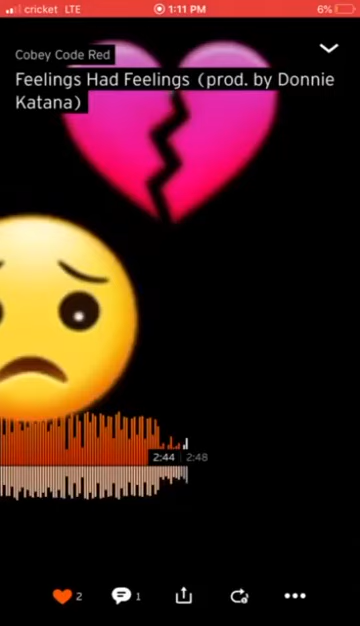 cricket LTE 1:11 PM 6%
Cobey Code Red
Feelings Had Feelings (prod. by Donnie
Katana)
2:44 | 2:48
2 1